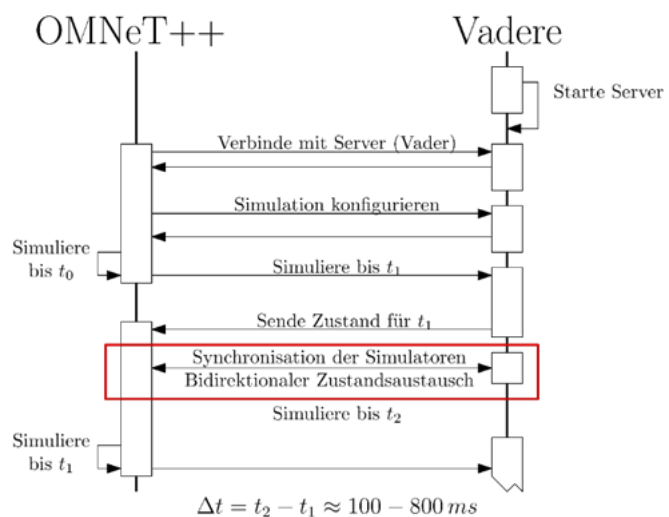 OMNeT++
Vadere
Starte Server
Verbinde mit Server (Vader)
Simulation konfigurieren
Simuliere
bis t₀
Simuliere bis t₁
Sende Zustand für t₁
Synchronisation der Simulatoren
Bidirektionaler Zustandsaustausch
Simuliere bis t₂
Simuliere
bis t₁
Δt = t₂ − t₁ ≈ 100 − 800 ms